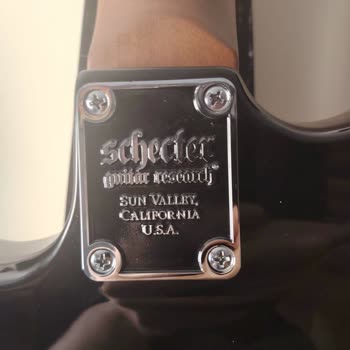 schecter
guitar research
SUN VALLEY,
CALIFORNIA
U.S.A.